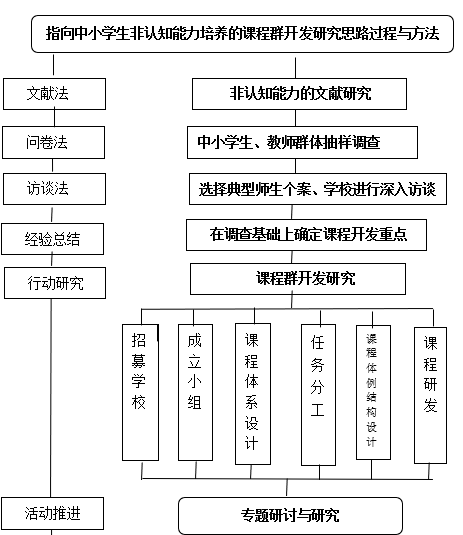 指向中小学生非认知能力培养的课程群开发研究思路过程与方法
文献法
非认知能力的文献研究
问卷法
中小学生、教师群体抽样调查
访谈法
选择典型师生个案、学校进行深入访谈
经验总结
在调查基础上确定课程开发重点
行动研究
课程群开发研究
招募学校
成立小组
课程体系设计
任务分工
课程体例结构设计
课程研发
活动推进
专题研讨与研究